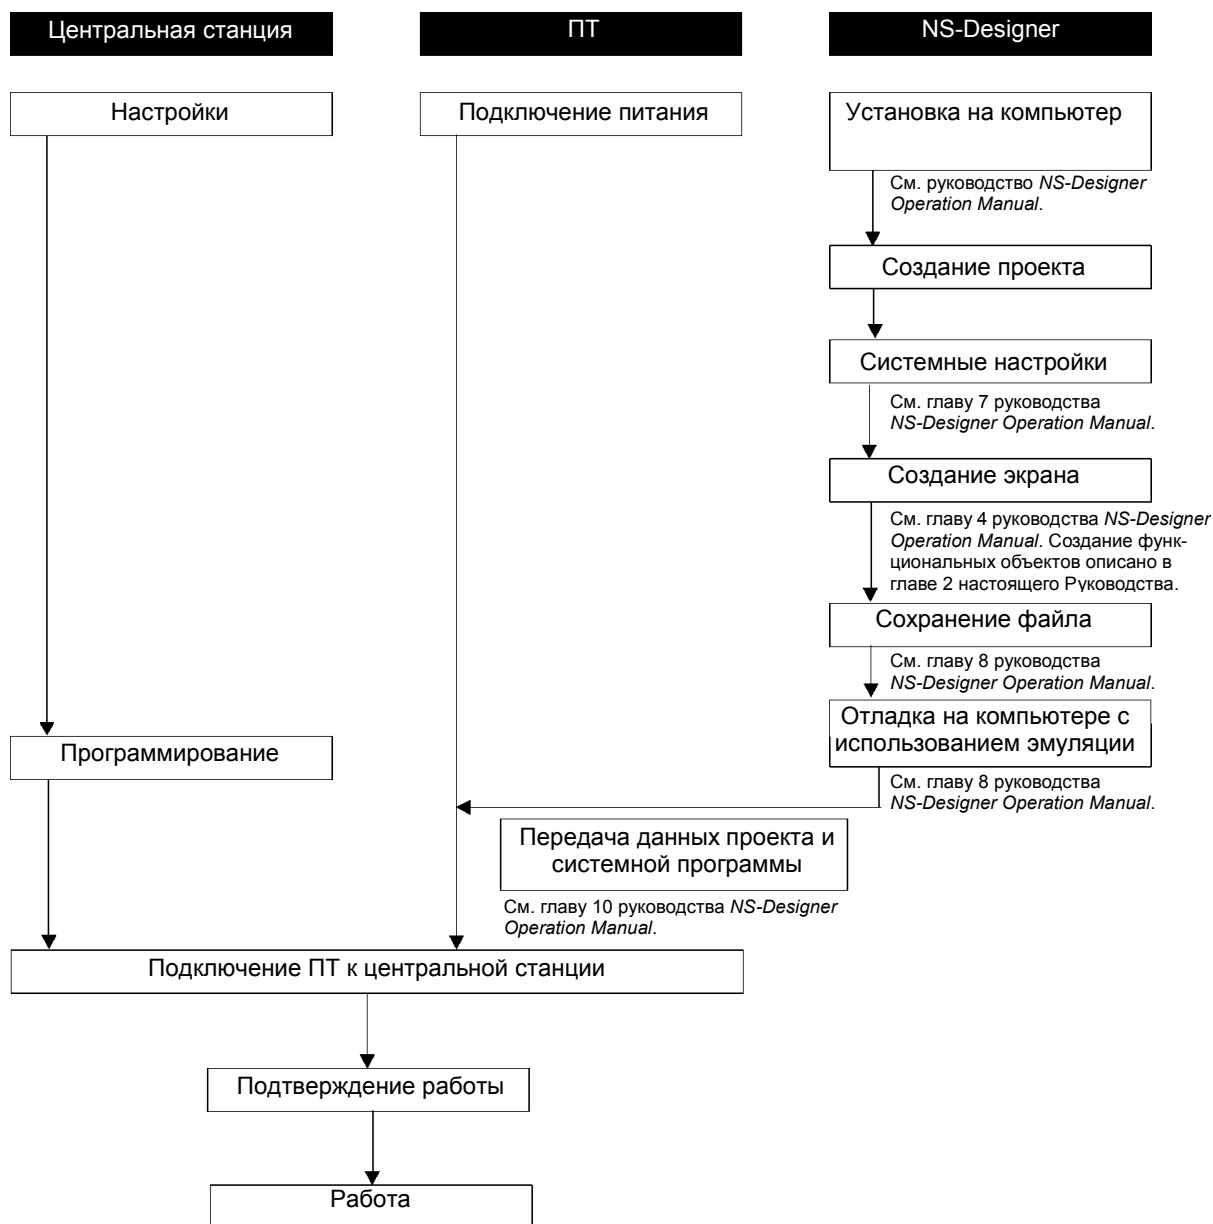 Центральная станция
ПТ
NS-Designer
Настройки
Подключение питания
Установка на компьютер
См. руководство NS-Designer
Operation Manual.
Создание проекта
Системные настройки
См. главу 7 руководства
NS-Designer Operation Manual.
Создание экрана
См. главу 4 руководства NS-Designer
Operation Manual. Создание функ-
циональных объектов описано в
главе 2 настоящего Руководства.
Сохранение файла
См. главу 8 руководства
NS-Designer Operation Manual.
Отладка на компьютере с
использованием эмуляции
Программирование
См. главу 8 руководства
NS-Designer Operation Manual.
Передача данных проекта и
системной программы
См. главу 10 руководства NS-Designer
Operation Manual.
Подключение ПТ к центральной станции
Подтверждение работы
Работа